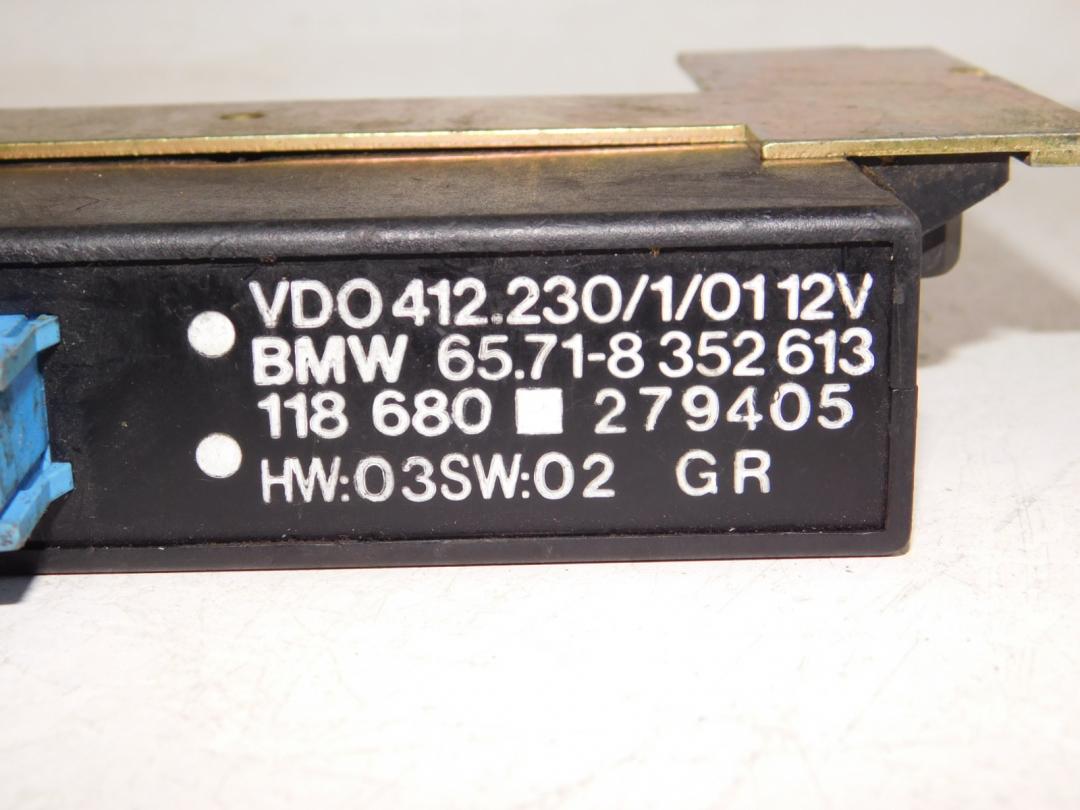 VDO 412.230/1/01 12V
BMW 65.71-8 352 613
118 680 279405
HW:03SW:02 GR